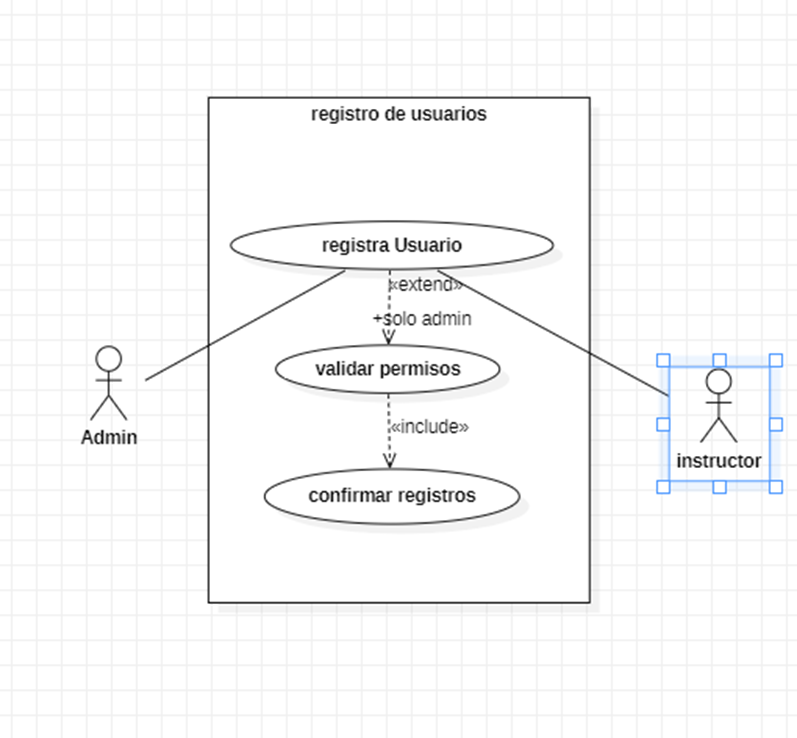 registro de usuarios
registra Usuario
«extend»
+solo admin
validar permisos
«include»
confirmar registros
Admin
instructor